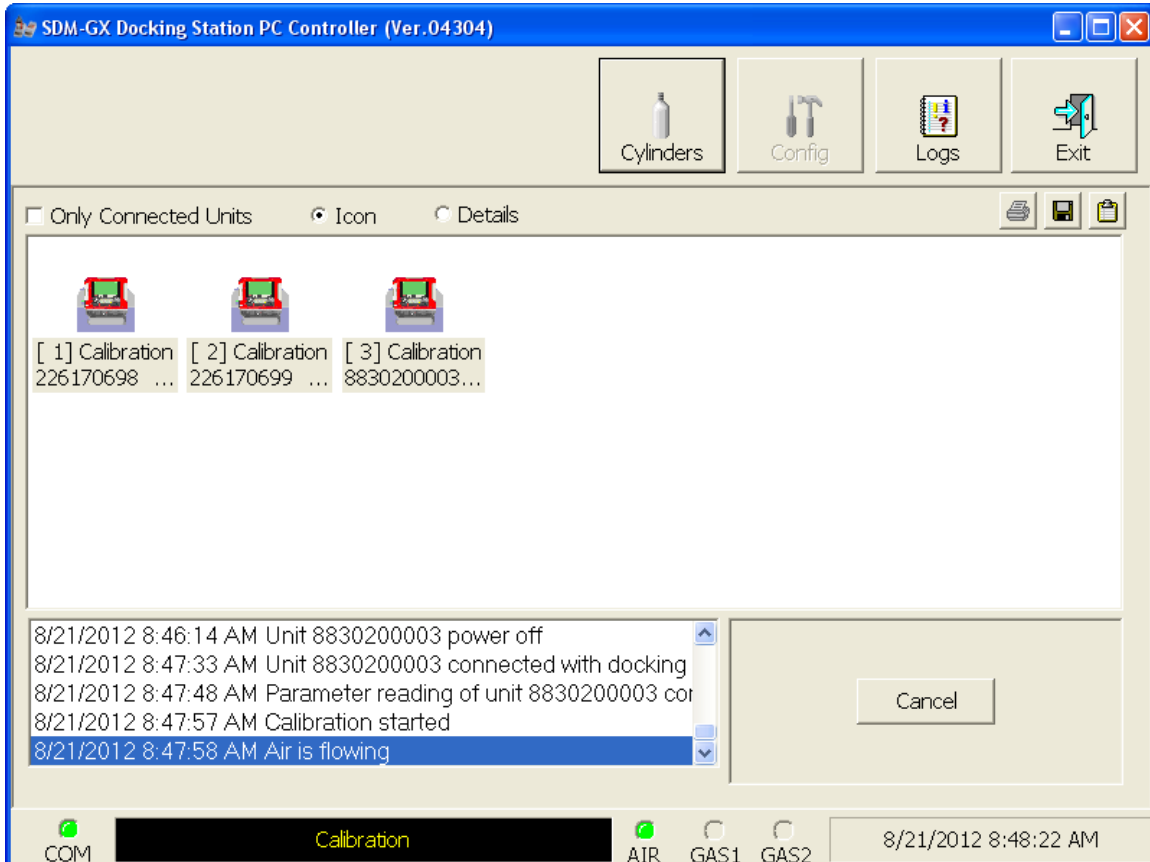 SDM-GX Docking Station PC Controller (Ver.04304)
Cylinders
Config
Logs
Exit
Only Connected Units
Icon
Details
[ 1] Calibration
226170698 ...
[ 2] Calibration
226170699 ...
[ 3] Calibration
8830200003...
8/21/2012 8:46:14 AM Unit 8830200003 power off
8/21/2012 8:47:33 AM Unit 8830200003 connected with docking
8/21/2012 8:47:48 AM Parameter reading of unit 8830200003 cor
8/21/2012 8:47:57 AM Calibration started
8/21/2012 8:47:58 AM Air is flowing
Cancel
COM
Calibration
AIR
GAS1
GAS2
8/21/2012 8:48:22 AM